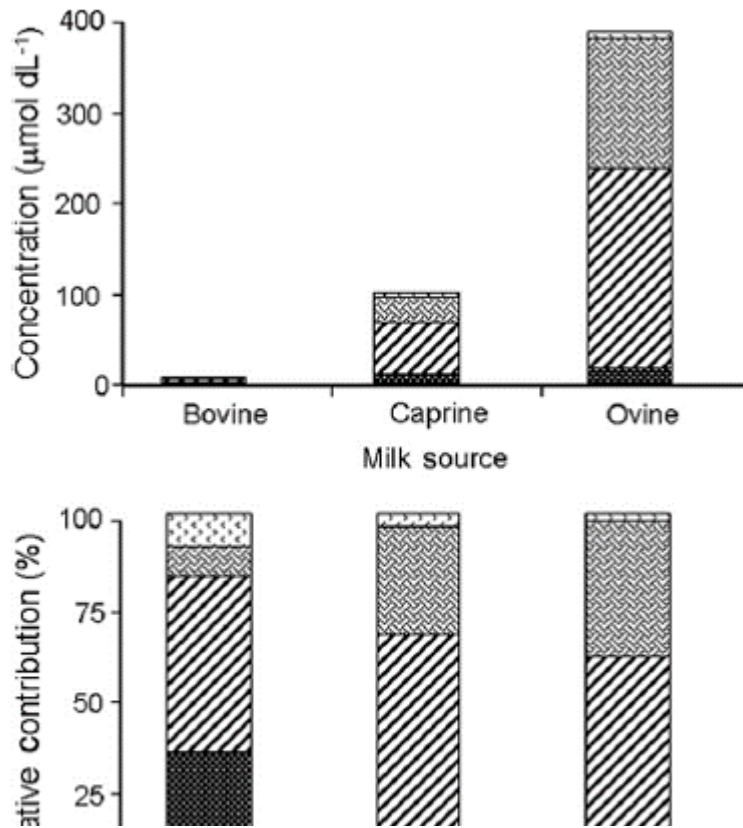 Concentration (µmol dL⁻¹)
400
300
200
100
0
Bovine Caprine Ovine
Milk source
ative contribution (%)
100
75
50
25